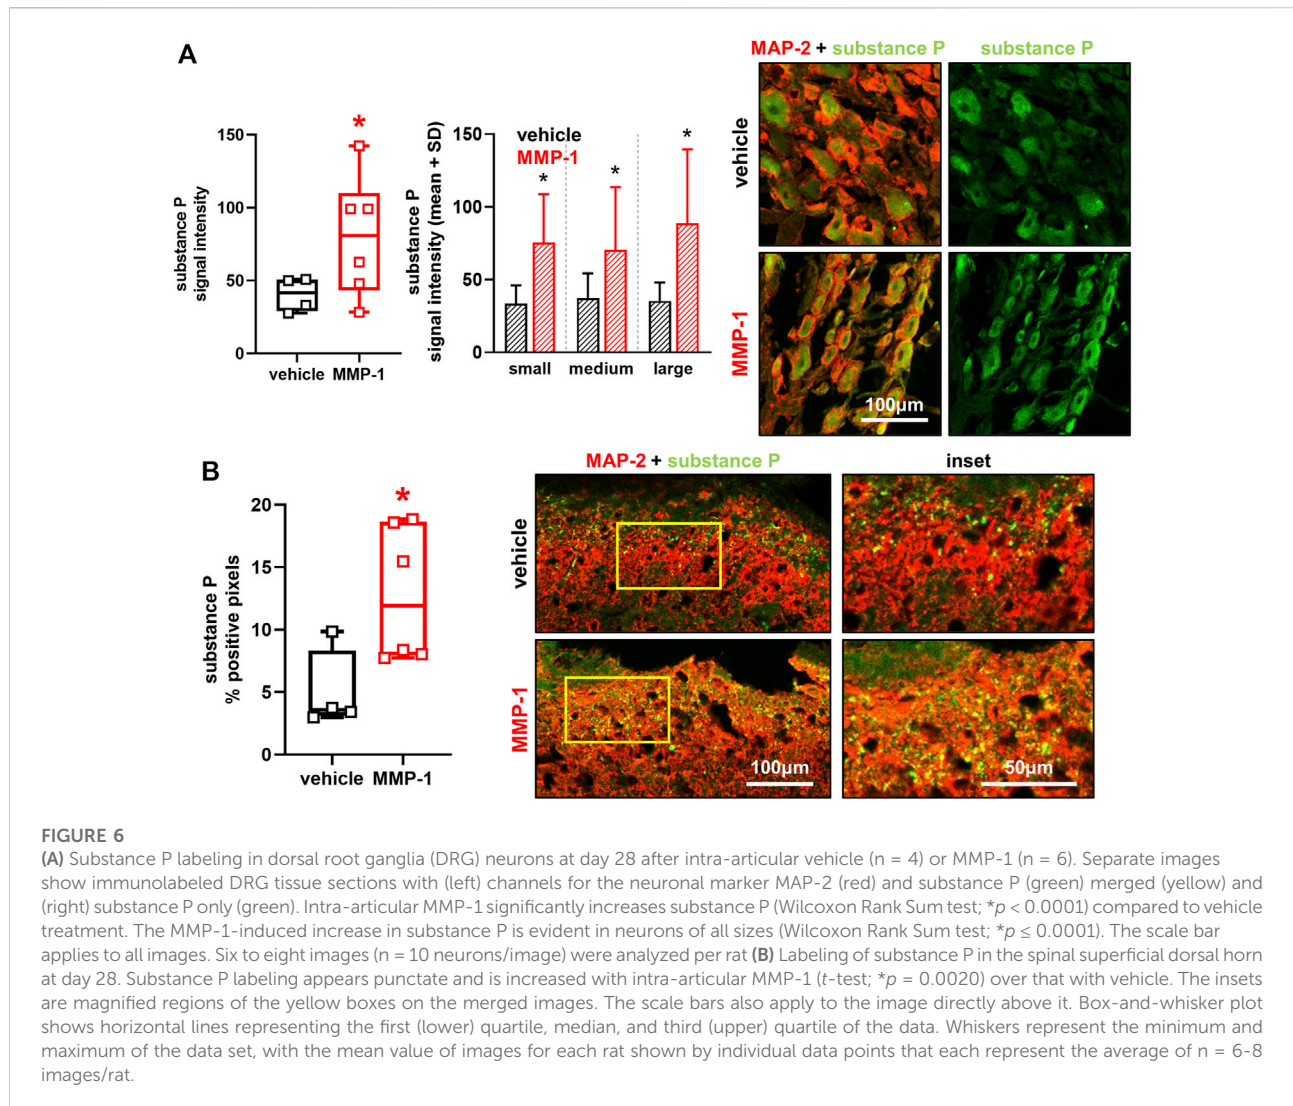 A
MAP-2 + substance P
substance P
substance P
signal intensity
150
100
50
0
*
vehicle MMP-1
substance P
signal intensity (mean + SD)
150
100
50
0
vehicle
MMP-1
* * *
small medium large
vehicle
MMP-1
100µm
B
MAP-2 + substance P
inset
substance P
% positive pixels
20
15
10
5
0
*
vehicle MMP-1
vehicle
MMP-1
100µm
50µm
FIGURE 6
(A) Substance P labeling in dorsal root ganglia (DRG) neurons at day 28 after intra-articular vehicle (n = 4) or MMP-1 (n = 6). Separate images
show immunolabeled DRG tissue sections with (left) channels for the neuronal marker MAP-2 (red) and substance P (green) merged (yellow) and
(right) substance P only (green). Intra-articular MMP-1 significantly increases substance P (Wilcoxon Rank Sum test; *p < 0.0001) compared to vehicle
treatment. The MMP-1-induced increase in substance P is evident in neurons of all sizes (Wilcoxon Rank Sum test; *p ≤ 0.0001). The scale bar
applies to all images. Six to eight images (n = 10 neurons/image) were analyzed per rat (B) Labeling of substance P in the spinal superficial dorsal horn
at day 28. Substance P labeling appears punctate and is increased with intra-articular MMP-1 (t-test; *p = 0.0020) over that with vehicle. The insets
are magnified regions of the yellow boxes on the merged images. The scale bars also apply to the image directly above it. Box-and-whisker plot
shows horizontal lines representing the first (lower) quartile, median, and third (upper) quartile of the data. Whiskers represent the minimum and
maximum of the data set, with the mean value of images for each rat shown by individual data points that each represent the average of n = 6-8
images/rat.